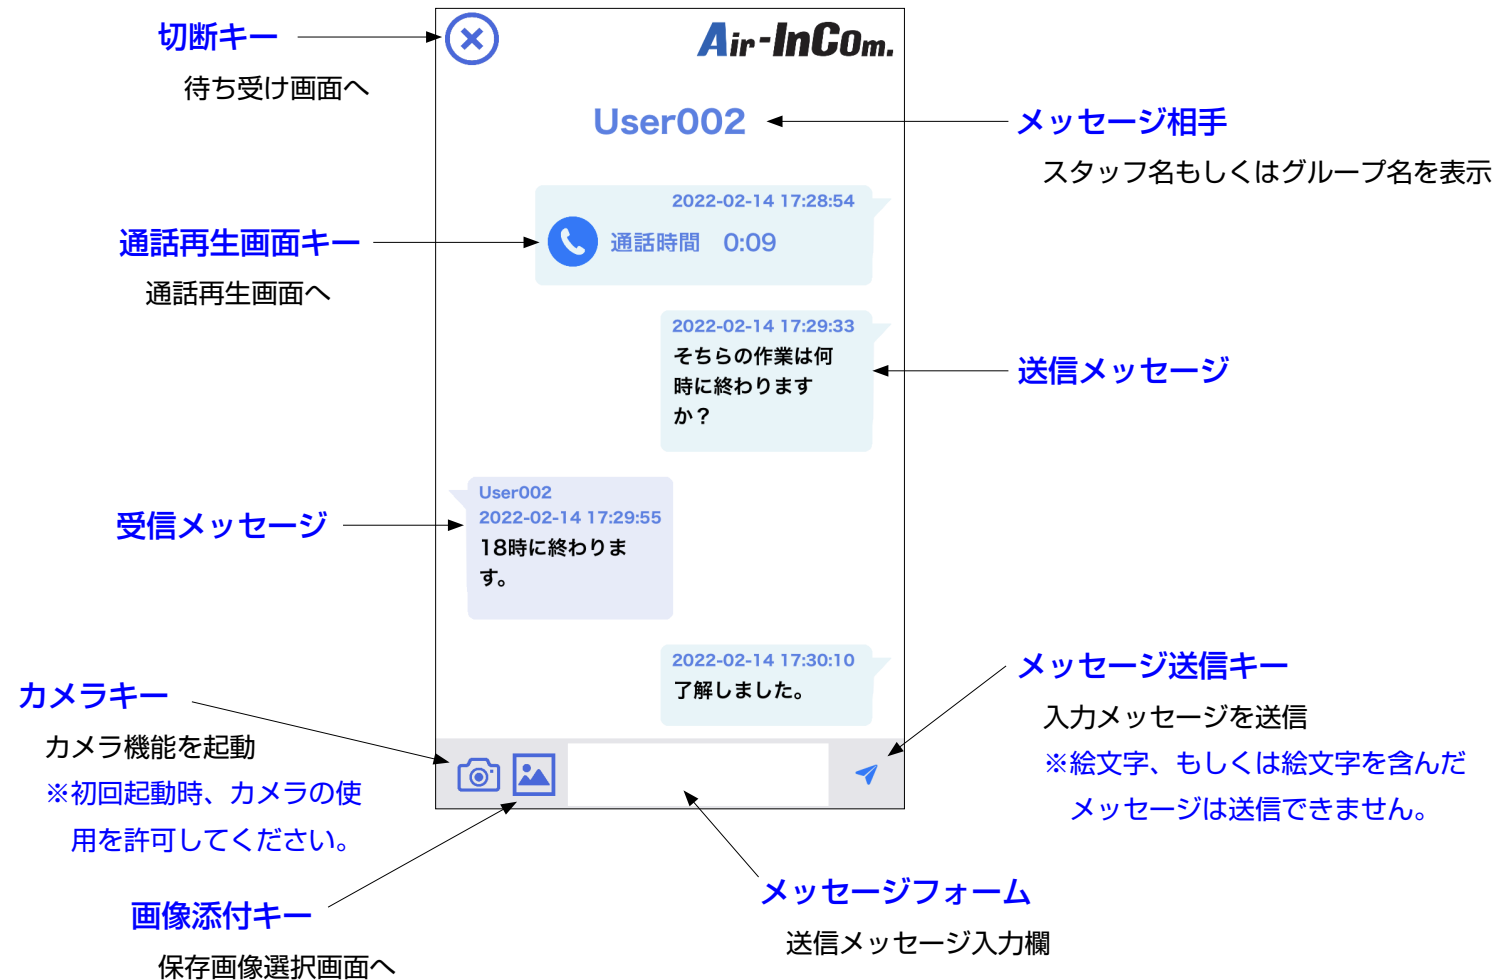 切断キー
待ち受け画面へ
Air-InCom.
User002
メッセージ相手
スタッフ名もしくはグループ名を表示
2022-02-14 17:28:54
通話時間 0:09
通話再生画面キー
通話再生画面へ
2022-02-14 17:29:33
そちらの作業は何
時に終わります
か？
送信メッセージ
受信メッセージ
User002
2022-02-14 17:29:55
18時に終わりま
す。
2022-02-14 17:30:10
了解しました。
カメラキー
カメラ機能を起動
※初回起動時、カメラの使
用を許可してください。
メッセージ送信キー
入力メッセージを送信
※絵文字、もしくは絵文字を含んだ
メッセージは送信できません。
画像添付キー
保存画像選択画面へ
メッセージフォーム
送信メッセージ入力欄